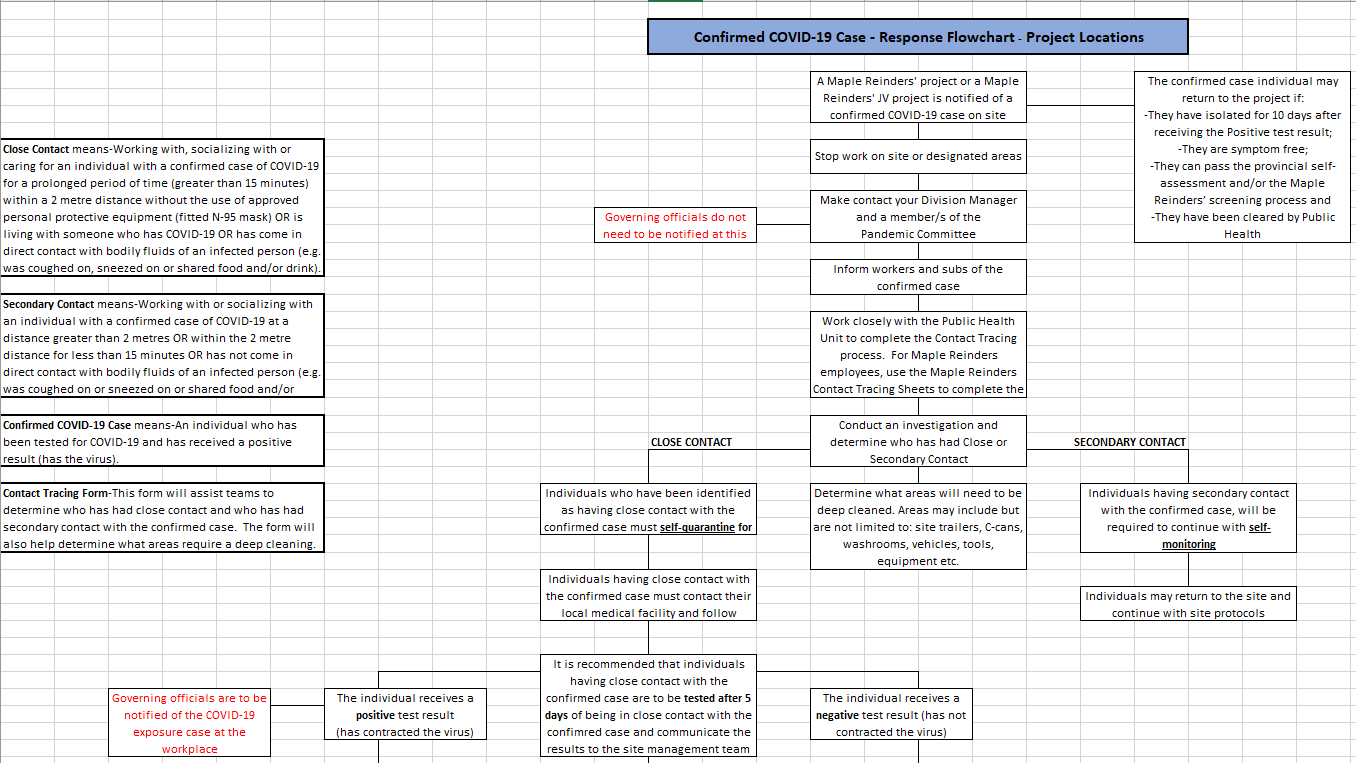 Confirmed COVID-19 Case - Response Flowchart - Project Locations
A Maple Reinders' project or a Maple
Reinders' JV project is notified of a
confirmed COVID-19 case on site
The confirmed case individual may
return to the project if:
-They have isolated for 10 days after
receiving the Positive test result;
-They are symptom free;
-They can pass the provincial self-
assessment and/or the Maple
Reinders' screening process and
-They have been cleared by Public
Health
Stop work on site or designated areas
Make contact your Division Manager
and a member/s of the
Pandemic Committee
Governing officials do not
need to be notified at this
Inform workers and subs of the
confirmed case
Work closely with the Public Health
Unit to complete the Contact Tracing
process.  For Maple Reinders
employees, use the Maple Reinders
Contact Tracing Sheets to complete the
Close Contact means-Working with, socializing with or
caring for an individual with a confirmed case of COVID-19
for a prolonged period of time (greater than 15 minutes)
within a 2 metre distance without the use of approved
personal protective equipment (fitted N-95 mask) OR is
living with someone who has COVID-19 OR has come in
direct contact with bodily fluids of an infected person (e.g.
was coughed on, sneezed on or shared food and/or drink).
Secondary Contact means-Working with or socializing with
an individual with a confirmed case of COVID-19 at a
distance greater than 2 metres OR within the 2 metre
distance for less than 15 minutes OR has not come in
direct contact with bodily fluids of an infected person (e.g.
was coughed on or sneezed on or shared food and/or
Confirmed COVID-19 Case means-An individual who has
been tested for COVID-19 and has received a positive
result (has the virus).
Contact Tracing Form-This form will assist teams to
determine who has had close contact and who has had
secondary contact with the confirmed case.  The form will
also help determine what areas require a deep cleaning.
Conduct an investigation and
determine who has had Close or
Secondary Contact
CLOSE CONTACT
SECONDARY CONTACT
Individuals who have been identified
as having close contact with the
confirmed case must self-quarantine for
Determine what areas will need to be
deep cleaned. Areas may include but
are not limited to: site trailers, C-cans,
washrooms, vehicles, tools,
equipment etc.
Individuals having secondary contact
with the confirmed case, will be
required to continue with self-
monitoring
Individuals having close contact with
the confirmed case must contact their
local medical facility and follow
Individuals may return to the site and
continue with site protocols
It is recommended that individuals
having close contact with the
confirmed case are to be tested after 5
days of being in close contact with the
confimred case and communicate the
results to the site management team
Governing officials are to be
notified of the COVID-19
exposure case at the
workplace
The individual receives a
positive test result
(has contracted the virus)
The individual receives a
negative test result (has not
contracted the virus)